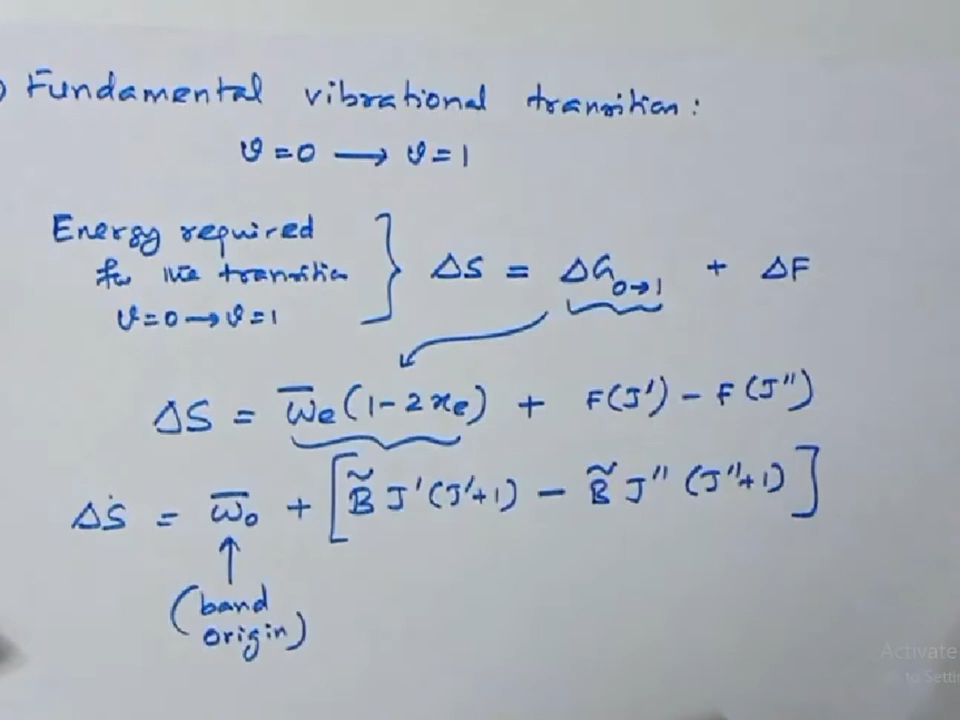 ) Fundamental vibrational transition:
v=0 → v=1
Energy required
for the transition
v=0→v=1
} ΔS = ΔG₀→₁ + ΔF
ΔS = ω̅e(1-2xe) + F(J') - F(J")
ΔS = ω̅₀ + [B̃ J'(J'+1) - B̃ J" (J"+1)]
↑
(band
origin)
Activate
to Settin